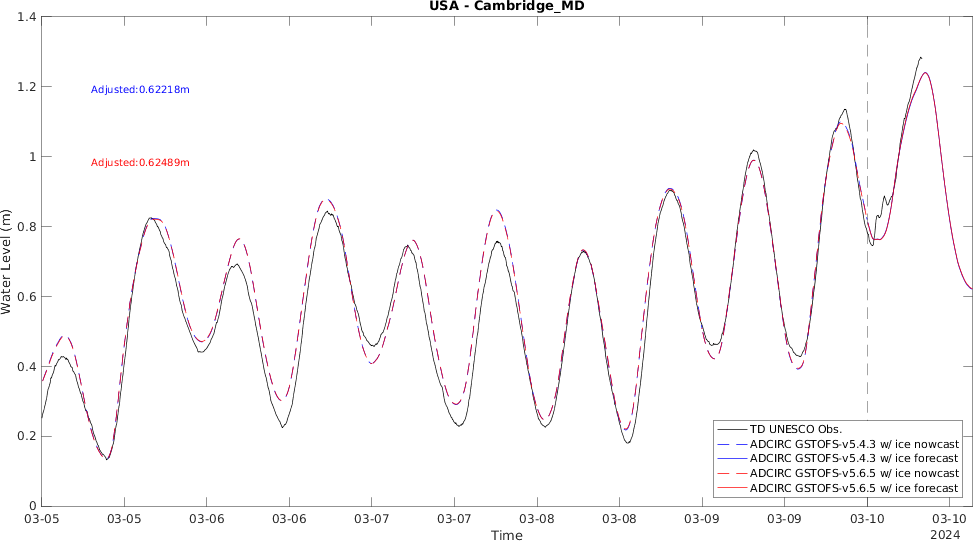 USA - Cambridge_MD
1.4
1.2
1
0.8
0.6
0.4
0.2
0
Water Level (m)
Adjusted:0.62218m
Adjusted:0.62489m
TD UNESCO Obs.
ADCIRC GSTOFS-v5.4.3 w/ ice nowcast
ADCIRC GSTOFS-v5.4.3 w/ ice forecast
ADCIRC GSTOFS-v5.6.5 w/ ice nowcast
ADCIRC GSTOFS-v5.6.5 w/ ice forecast
03-05 03-05 03-06 03-06 03-07 03-07 03-08 03-08 03-09 03-09 03-10 03-10
2024
Time